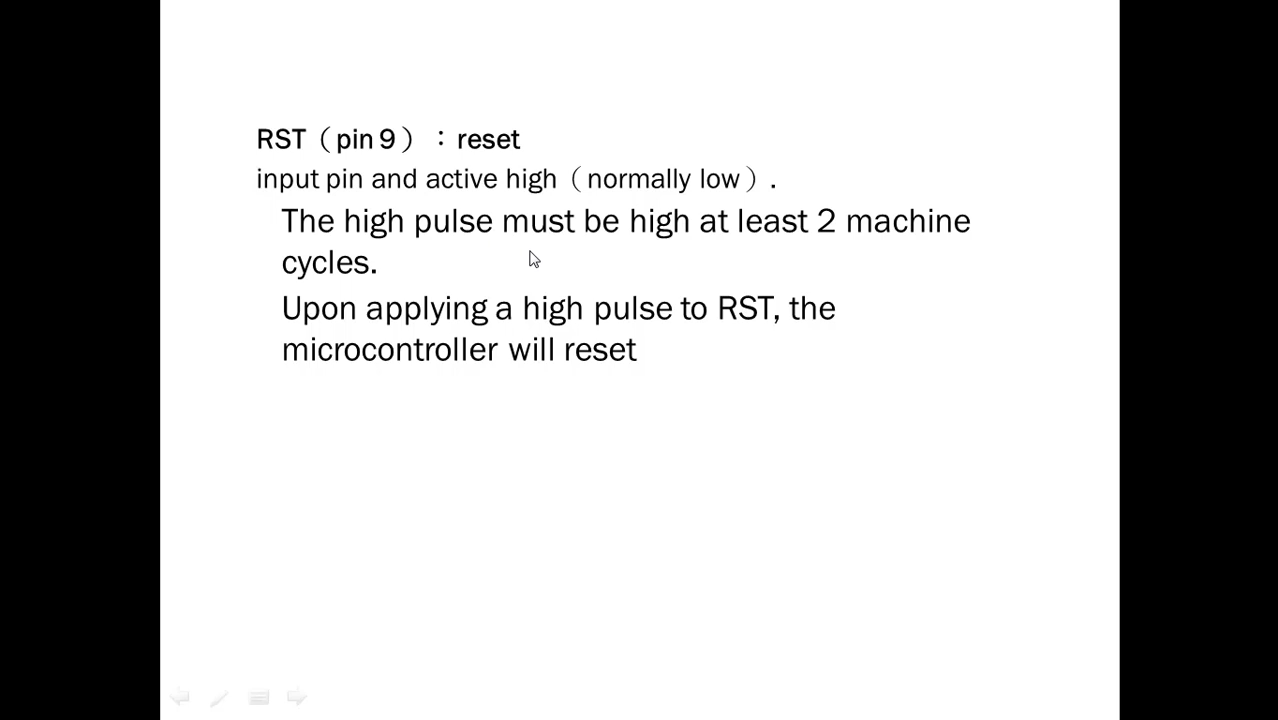 RST（pin 9）：reset
input pin and active high（normally low）.
The high pulse must be high at least 2 machine
cycles.
Upon applying a high pulse to RST, the
microcontroller will reset